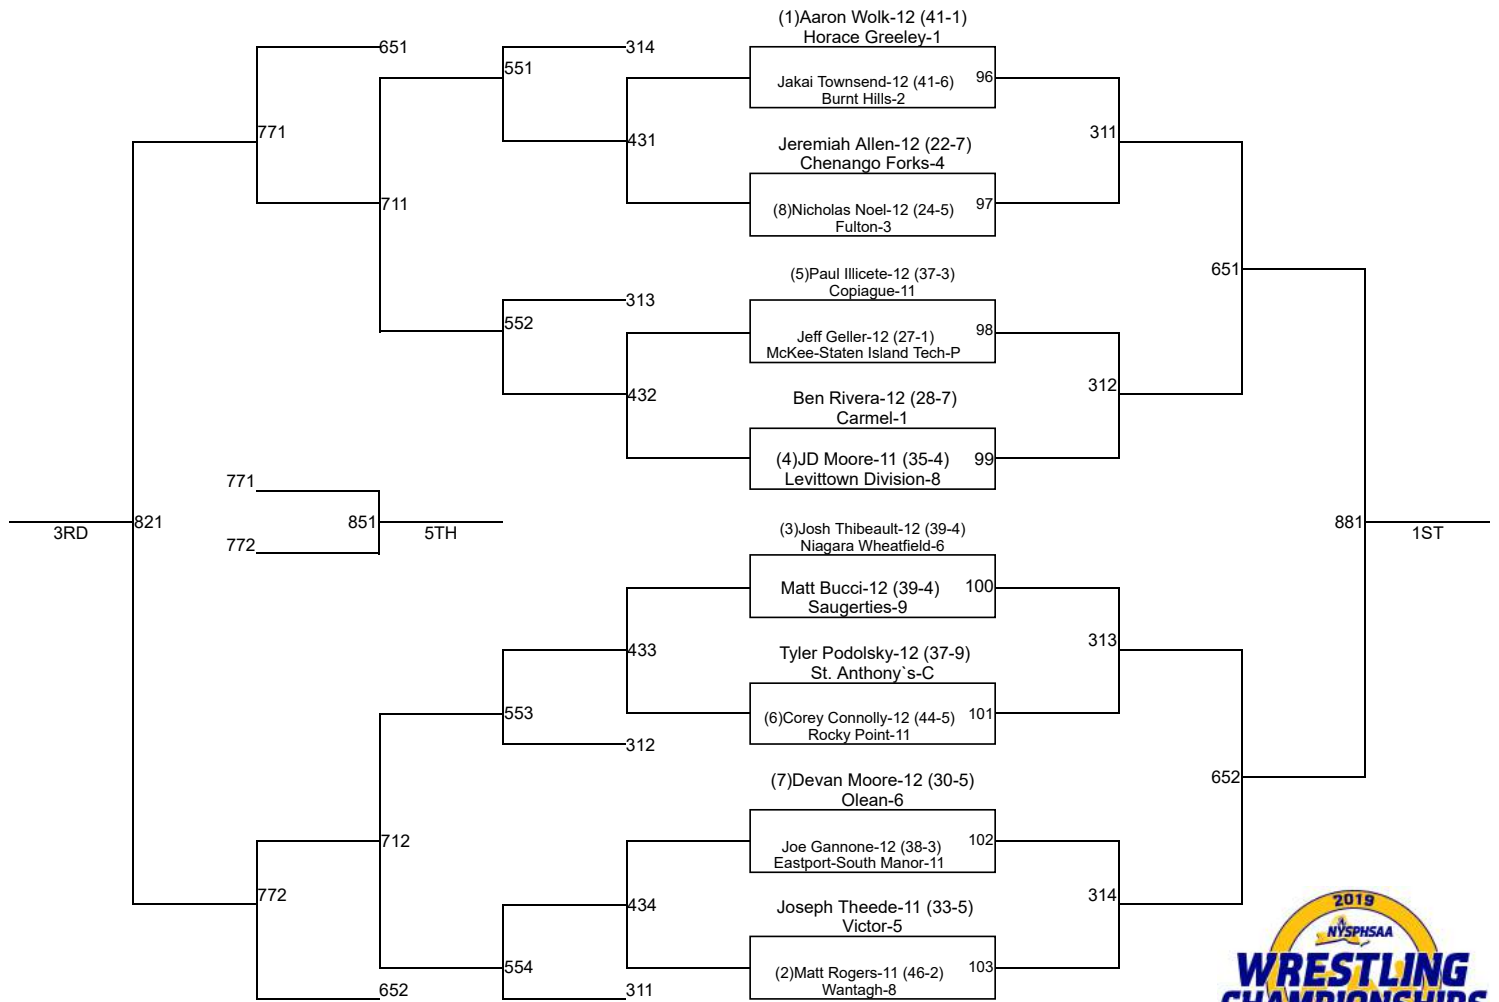 (1)Aaron Wolk-12 (41-1)
Horace Greeley-1
651
314
551
Jakai Townsend-12 (41-6)
96
Burnt Hills-2
771
311
431
Jeremiah Allen-12 (22-7)
Chenango Forks-4
711
(8)Nicholas Noel-12 (24-5)
97
Fulton-3
651
(5)Paul Illicete-12 (37-3)
Copiague-11
313
552
Jeff Geller-12 (27-1)
98
McKee-Staten Island Tech-P
312
432
Ben Rivera-12 (28-7)
Carmel-1
(4)JD Moore-11 (35-4)
99
Levittown Division-8
771
3RD
821
851
5TH
772
(3)Josh Thibeault-12 (39-4)
Niagara Wheatfield-6
881
1ST
Matt Bucci-12 (39-4)
100
Saugerties-9
433
313
Tyler Podolsky-12 (37-9)
St. Anthony`s-C
553
(6)Corey Connolly-12 (44-5)
101
Rocky Point-11
312
652
(7)Devan Moore-12 (30-5)
Olean-6
712
Joe Gannone-12 (38-3)
102
Eastport-South Manor-11
772
434
314
Joseph Theede-11 (33-5)
Victor-5
554
(2)Matt Rogers-11 (46-2)
103
Wantagh-8
652
311
2019
NYSPHSAA
WRESTLING
CHAMPIONSHIPS